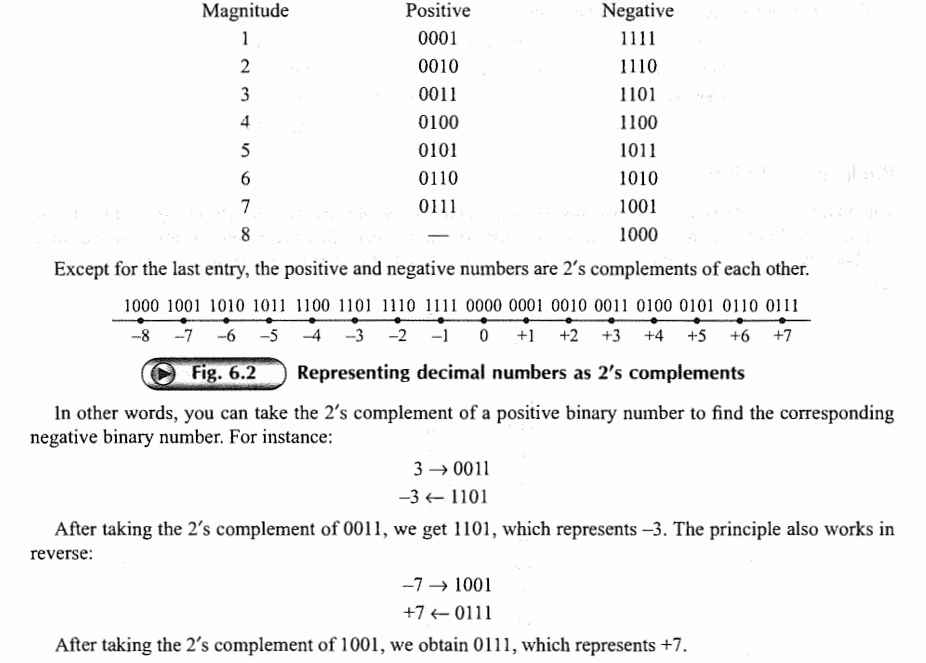 Magnitude Positive Negative
1 0001 1111
2 0010 1110
3 0011 1101
4 0100 1100
5 0101 1011
6 0110 1010
7 0111 1001
8 — 1000
Except for the last entry, the positive and negative numbers are 2′s complements of each other.
1000 1001 1010 1011 1100 1101 1110 1111 0000 0001 0010 0011 0100 0101 0110 0111
–8 –7 –6 –5 –4 –3 –2 –1 0 +1 +2 +3 +4 +5 +6 +7
Fig. 6.2 Representing decimal numbers as 2′s complements
In other words, you can take the 2′s complement of a positive binary number to find the corresponding
negative binary number. For instance:
3 → 0011
–3 ← 1101
After taking the 2′s complement of 0011, we get 1101, which represents –3. The principle also works in
reverse:
–7 → 1001
+7 ← 0111
After taking the 2′s complement of 1001, we obtain 0111, which represents +7.